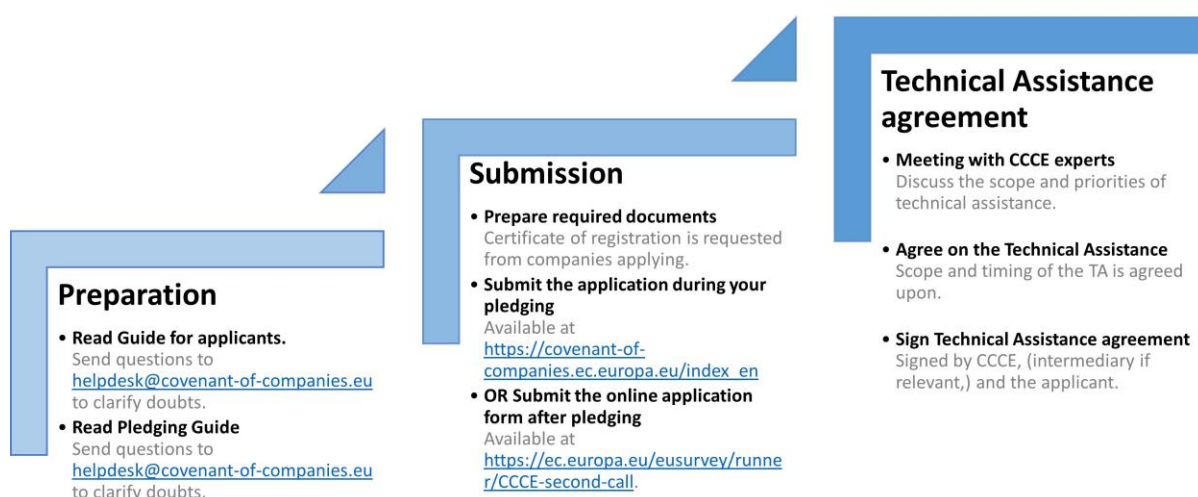 Preparation
• Read Guide for applicants.
Send questions to
helpdesk@covenant-of-companies.eu
to clarify doubts.
• Read Pledging Guide
Send questions to
helpdesk@covenant-of-companies.eu
to clarify doubts.
Submission
• Prepare required documents
Certificate of registration is requested
from companies applying.
• Submit the application during your
pledging
Available at
https://covenant-of-
companies.ec.europa.eu/index_en
• OR Submit the online application
form after pledging
Available at
https://ec.europa.eu/eusurvey/runne
r/CCCE-second-call.
Technical Assistance
agreement
• Meeting with CCCE experts
Discuss the scope and priorities of
technical assistance.
• Agree on the Technical Assistance
Scope and timing of the TA is agreed
upon.
• Sign Technical Assistance agreement
Signed by CCCE, (intermediary if
relevant,) and the applicant.